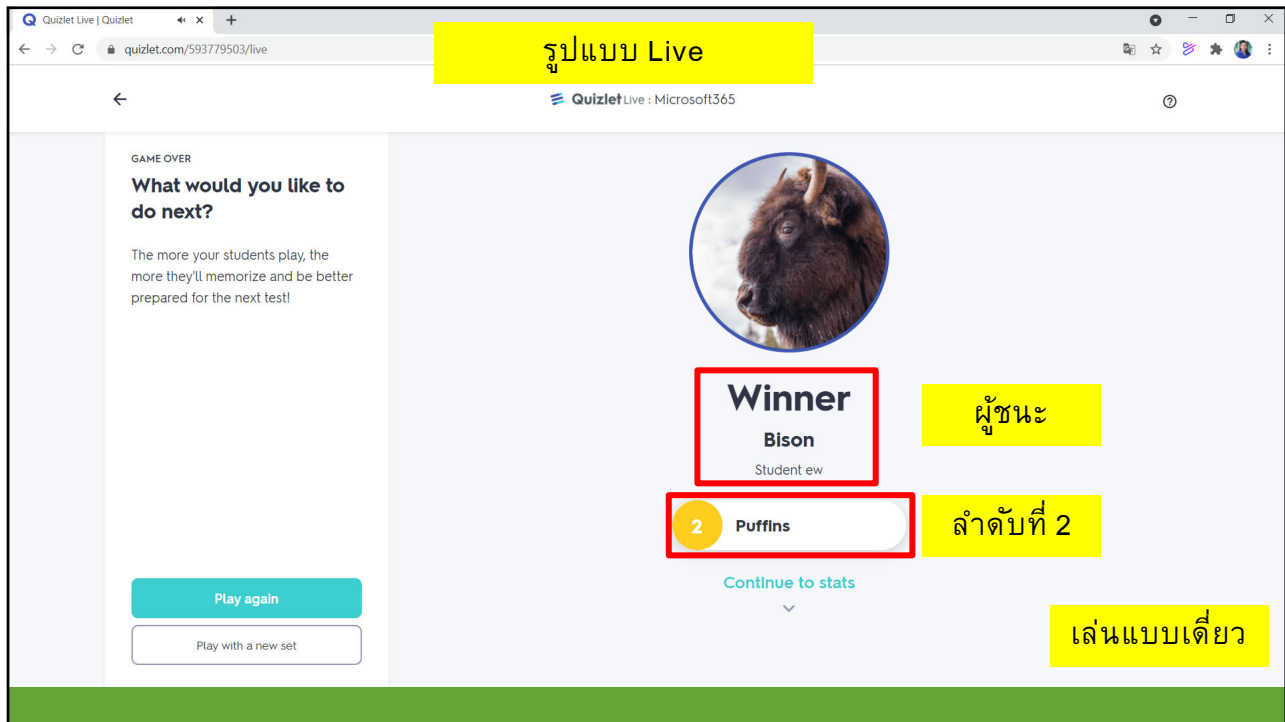 Quizlet Live | Quizlet
quizlet.com/593779503/live
รูปแบบ Live
Quizlet Live : Microsoft365
GAME OVER
What would you like to
do next?
The more your students play, the
more they'll memorize and be better
prepared for the next test!
Winner
Bison
Student ew
ผู้ชนะ
2 Puffins
ลำดับที่ 2
Continue to stats
เล่นแบบเดี่ยว
Play again
Play with a new set